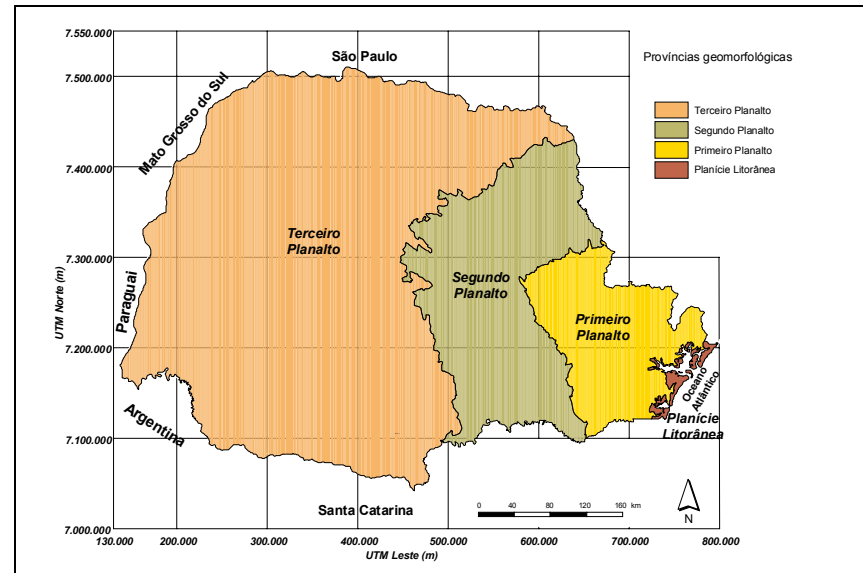 7.550.000
São Paulo
Províncias geomorfológicas
7.500.000
Mato Grosso do Sul
Terceiro Planalto
Segundo Planalto
Primeiro Planalto
Planície Litorânea
7.400.000
Terceiro
Planalto
7.300.000
Segundo
Planalto
UTM Norte (m)
Paraguai
Primeiro
Planalto
7.200.000
Oceano
Atlântico
Argentina
Planície
Litorânea
7.100.000
Santa Catarina
0 40 80 120 160 km
N
7.000.000
130.000 200.000 300.000 400.000 500.000 600.000 700.000 800.000
UTM Leste (m)